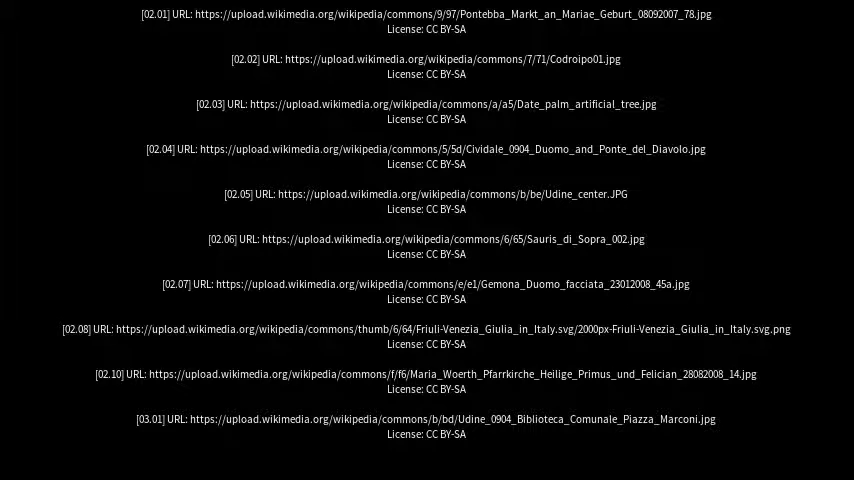 [02.01] URL: https://upload.wikimedia.org/wikipedia/commons/9/97/Pontebba_Markt_an_Mariae_Geburt_08092007_78.jpg
License: CC BY-SA
[02.02] URL: https://upload.wikimedia.org/wikipedia/commons/7/71/Codroipo01.jpg
License: CC BY-SA
[02.03] URL: https://upload.wikimedia.org/wikipedia/commons/a/a5/Date_palm_artificial_tree.jpg
License: CC BY-SA
[02.04] URL: https://upload.wikimedia.org/wikipedia/commons/5/5d/Cividale_0904_Duomo_and_Ponte_del_Diavolo.jpg
License: CC BY-SA
[02.05] URL: https://upload.wikimedia.org/wikipedia/commons/b/be/Udine_center.JPG
License: CC BY-SA
[02.06] URL: https://upload.wikimedia.org/wikipedia/commons/6/65/Sauris_di_Sopra_002.jpg
License: CC BY-SA
[02.07] URL: https://upload.wikimedia.org/wikipedia/commons/e/e1/Gemona_Duomo_facciata_23012008_45a.jpg
License: CC BY-SA
[02.08] URL: https://upload.wikimedia.org/wikipedia/commons/thumb/6/64/Friuli-Venezia_Giulia_in_Italy.svg/2000px-Friuli-Venezia_Giulia_in_Italy.svg.png
License: CC BY-SA
[02.10] URL: https://upload.wikimedia.org/wikipedia/commons/f/f6/Maria_Woerth_Pfarrkirche_Heilige_Primus_und_Felician_28082008_14.jpg
License: CC BY-SA
[03.01] URL: https://upload.wikimedia.org/wikipedia/commons/b/bd/Udine_0904_Biblioteca_Comunale_Piazza_Marconi.jpg
License: CC BY-SA